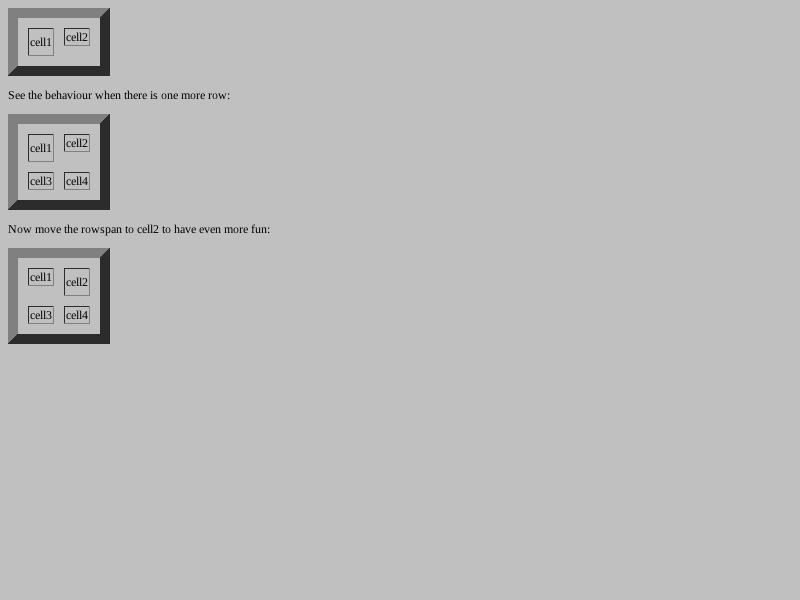 cell1 cell2
See the behaviour when there is one more row:
cell1 cell2
cell3 cell4
Now move the rowspan to cell2 to have even more fun:
cell1 cell2
cell3 cell4